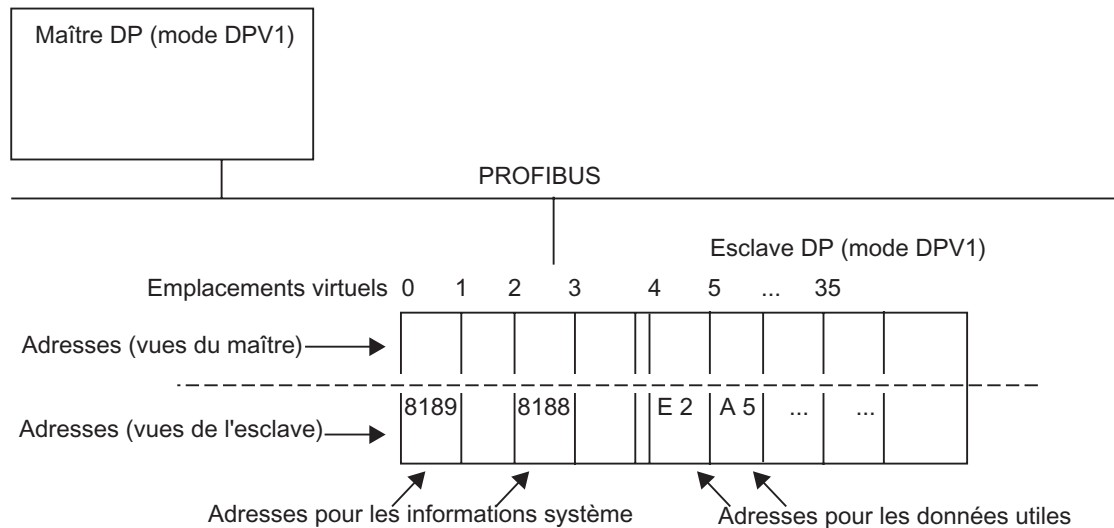 Maître DP (mode DPV1)
PROFIBUS
Esclave DP (mode DPV1)
Emplacements virtuels 0 1 2 3 4 5 ... 35
Adresses (vues du maître)
8189 8188 E 2 A 5 ... ...
Adresses (vues de l'esclave)
Adresses pour les informations système Adresses pour les données utiles